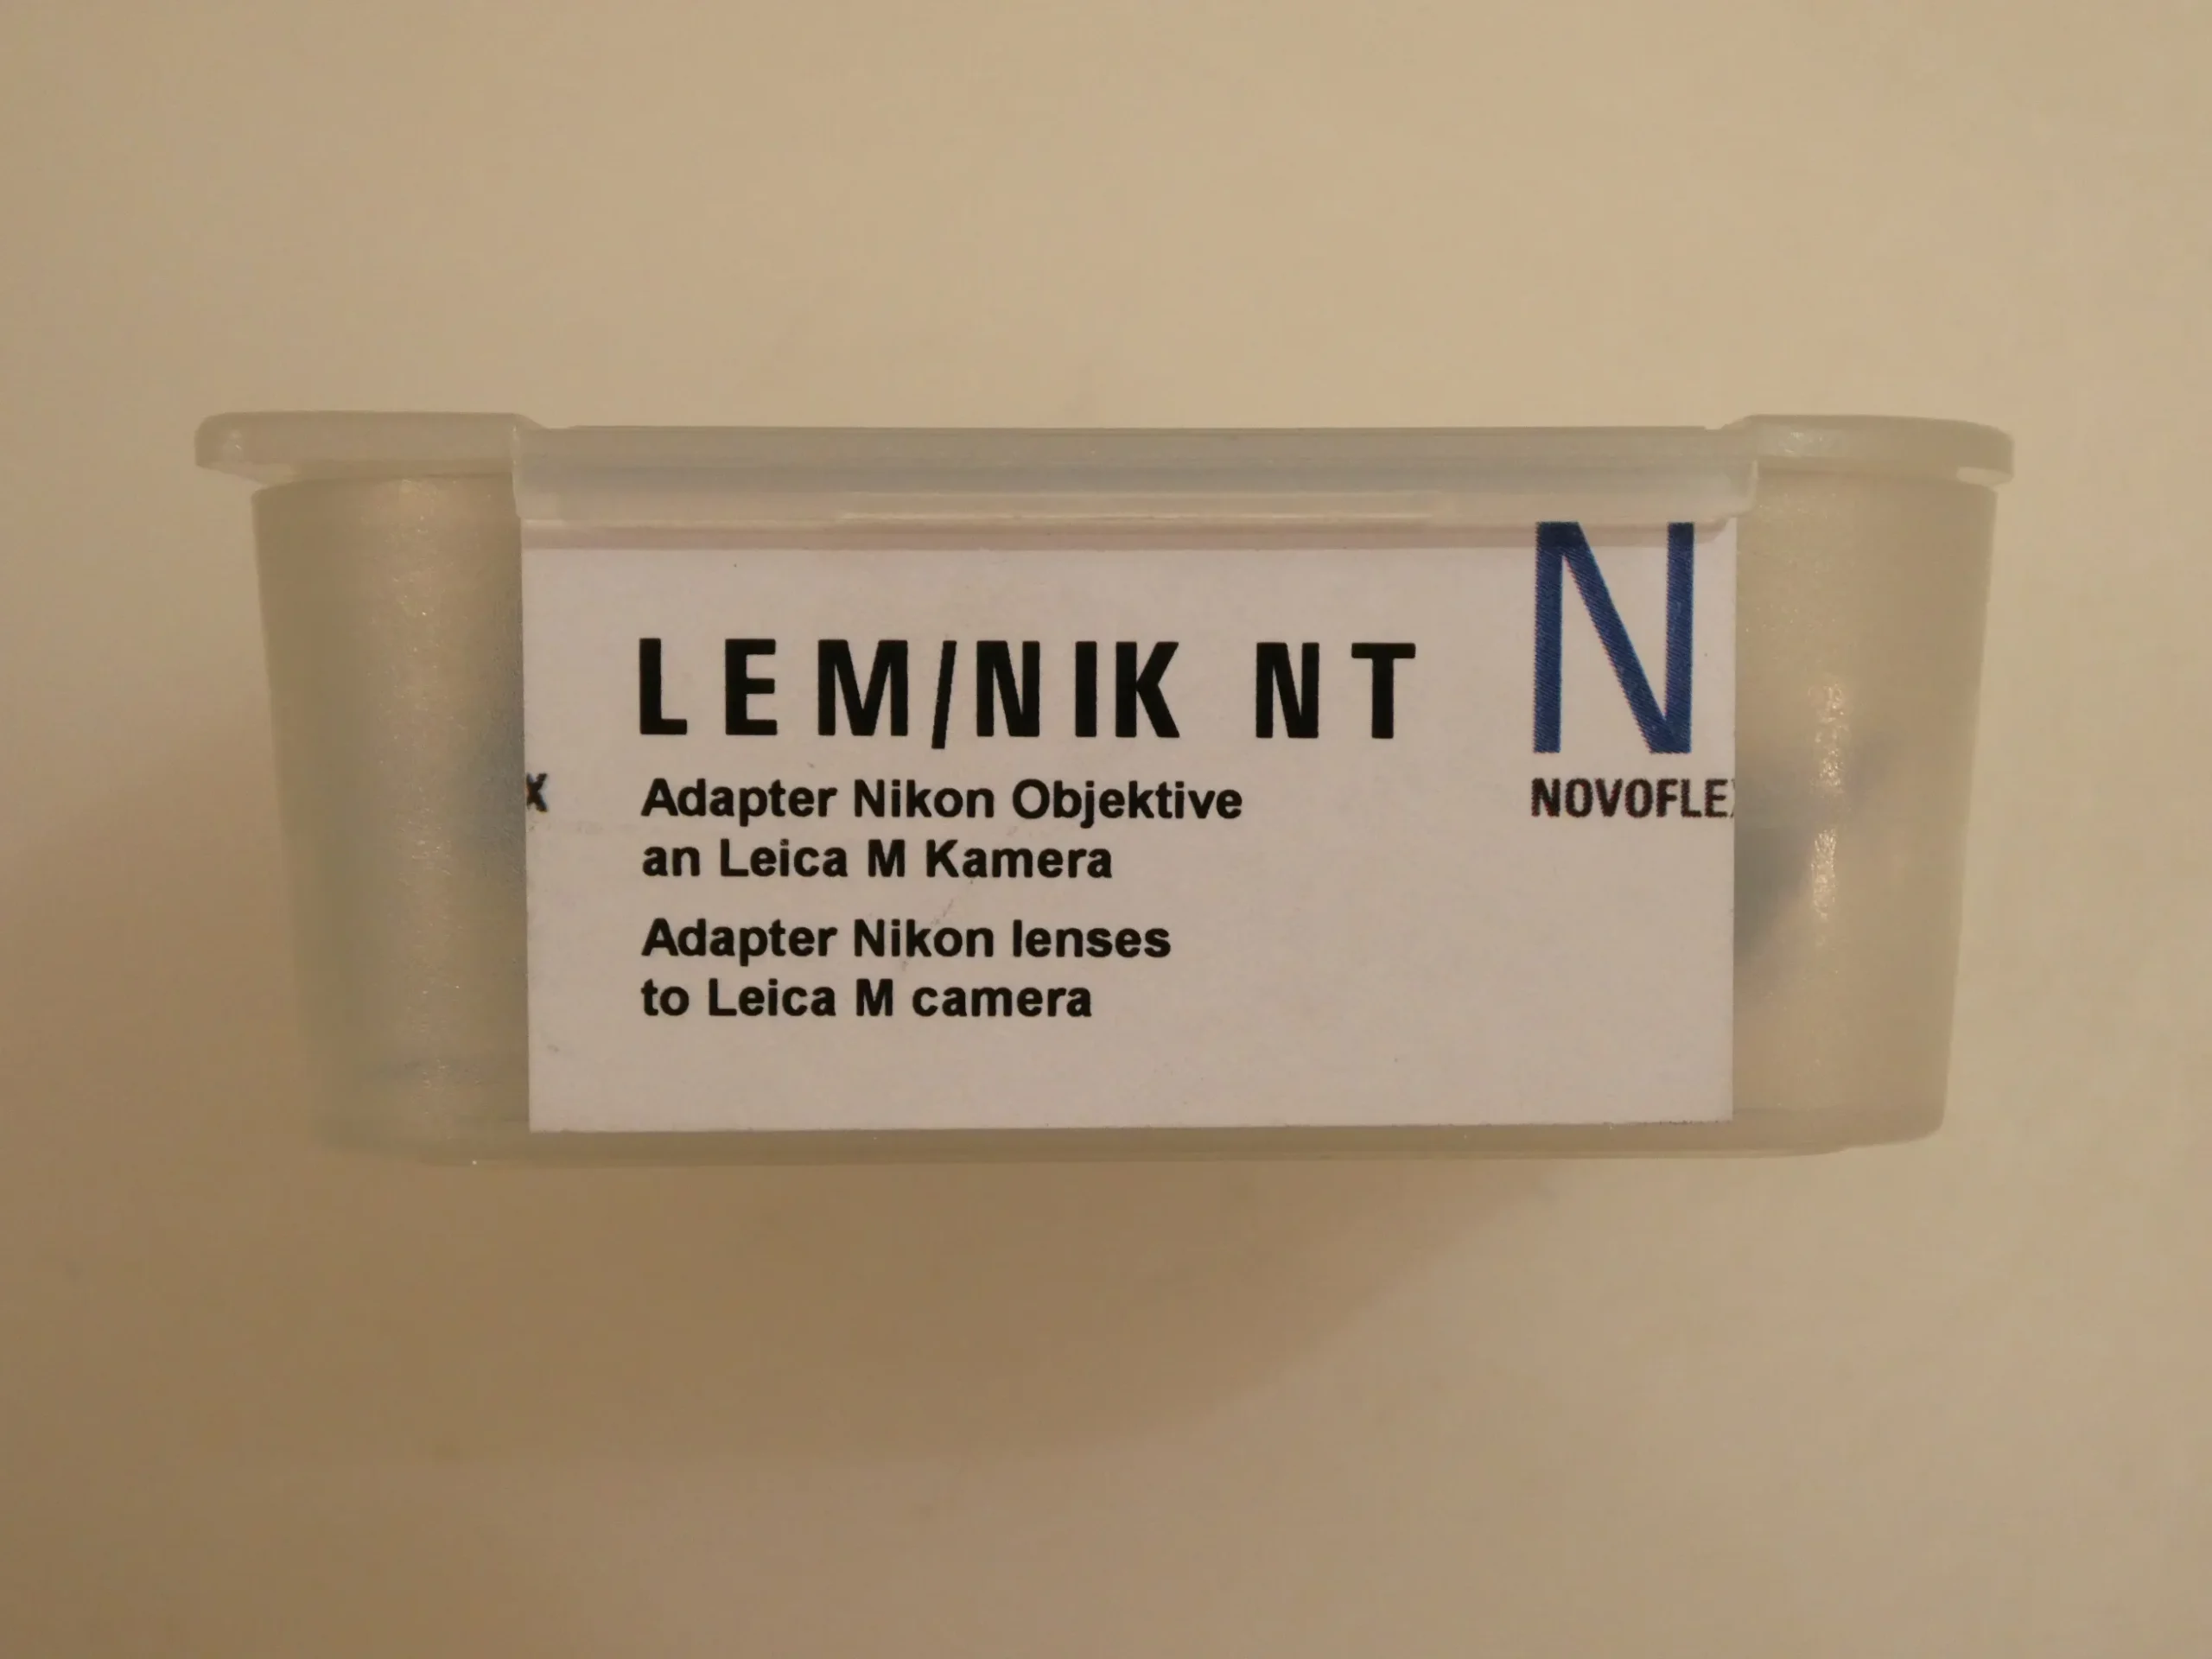 LEM/NIK NT
Adapter Nikon Objektive
an Leica M Kamera
Adapter Nikon lenses
to Leica M camera
N
NOVOFLEX
X